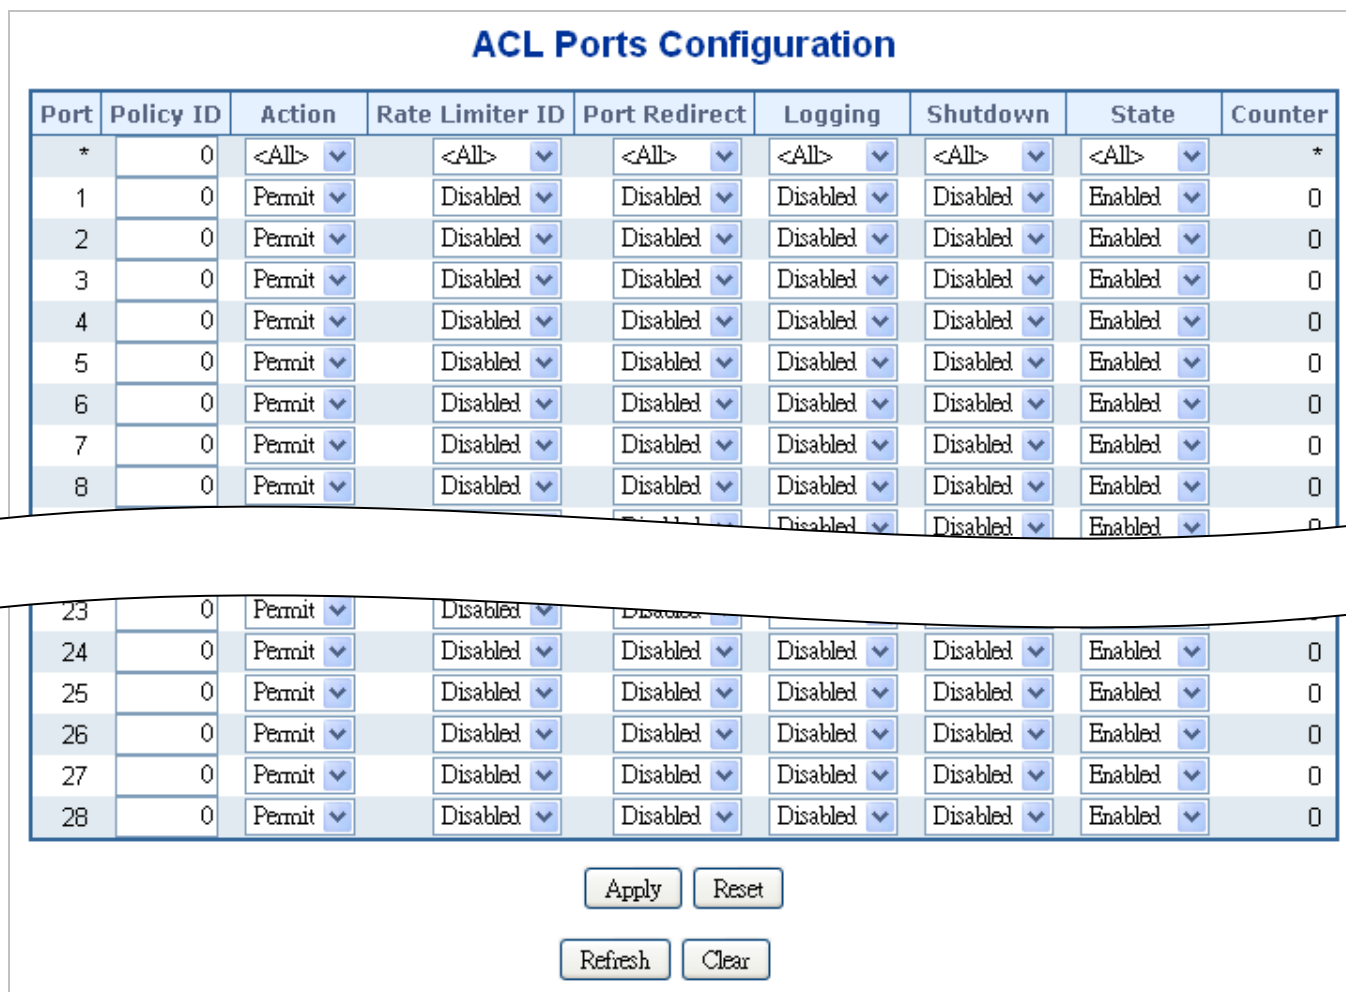 ACL Ports Configuration
Port Policy ID Action Rate Limiter ID Port Redirect Logging Shutdown State Counter
* 0 <All> <All> <All> <All> <All> <All> *
1 0 Permit Disabled Disabled Disabled Disabled Enabled 0
2 0 Permit Disabled Disabled Disabled Disabled Enabled 0
3 0 Permit Disabled Disabled Disabled Disabled Enabled 0
4 0 Permit Disabled Disabled Disabled Disabled Enabled 0
5 0 Permit Disabled Disabled Disabled Disabled Enabled 0
6 0 Permit Disabled Disabled Disabled Disabled Enabled 0
7 0 Permit Disabled Disabled Disabled Disabled Enabled 0
8 0 Permit Disabled Disabled Disabled Disabled Enabled 0
Disabled Disabled Disabled Enabled 0
23 0 Permit Disabled Disabled
24 0 Permit Disabled Disabled Disabled Disabled Enabled 0
25 0 Permit Disabled Disabled Disabled Disabled Enabled 0
26 0 Permit Disabled Disabled Disabled Disabled Enabled 0
27 0 Permit Disabled Disabled Disabled Disabled Enabled 0
28 0 Permit Disabled Disabled Disabled Disabled Enabled 0
Apply Reset
Refresh Clear